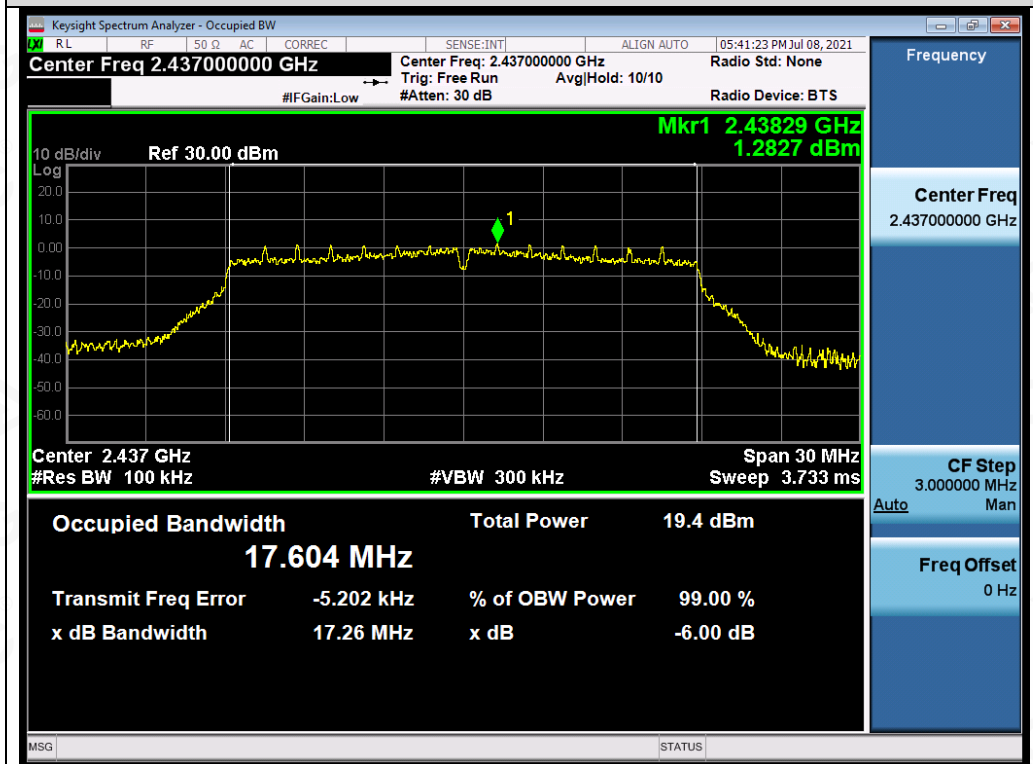 Keysight Spectrum Analyzer - Occupied BW
LXI RL RF 50 Ω AC CORREC SENSE:INT ALIGN AUTO 05:41:23 PM Jul 08, 2021
Center Freq 2.437000000 GHz
Center Freq: 2.437000000 GHz Radio Std: None
Trig: Free Run Avg|Hold: 10/10
#IFGain:Low #Atten: 30 dB Radio Device: BTS
Mkr1 2.43829 GHz
1.2827 dBm
10 dB/div Ref 30.00 dBm
Log
20.0
10.0
0.00
-10.0
-20.0
-30.0
-40.0
-50.0
-60.0
1
Center 2.437 GHz Span 30 MHz
#Res BW 100 kHz #VBW 300 kHz Sweep 3.733 ms
Occupied Bandwidth Total Power 19.4 dBm
17.604 MHz
Transmit Freq Error -5.202 kHz % of OBW Power 99.00 %
x dB Bandwidth 17.26 MHz x dB -6.00 dB
MSG STATUS
Frequency
Center Freq
2.437000000 GHz
CF Step
3.000000 MHz
Auto Man
Freq Offset
0 Hz